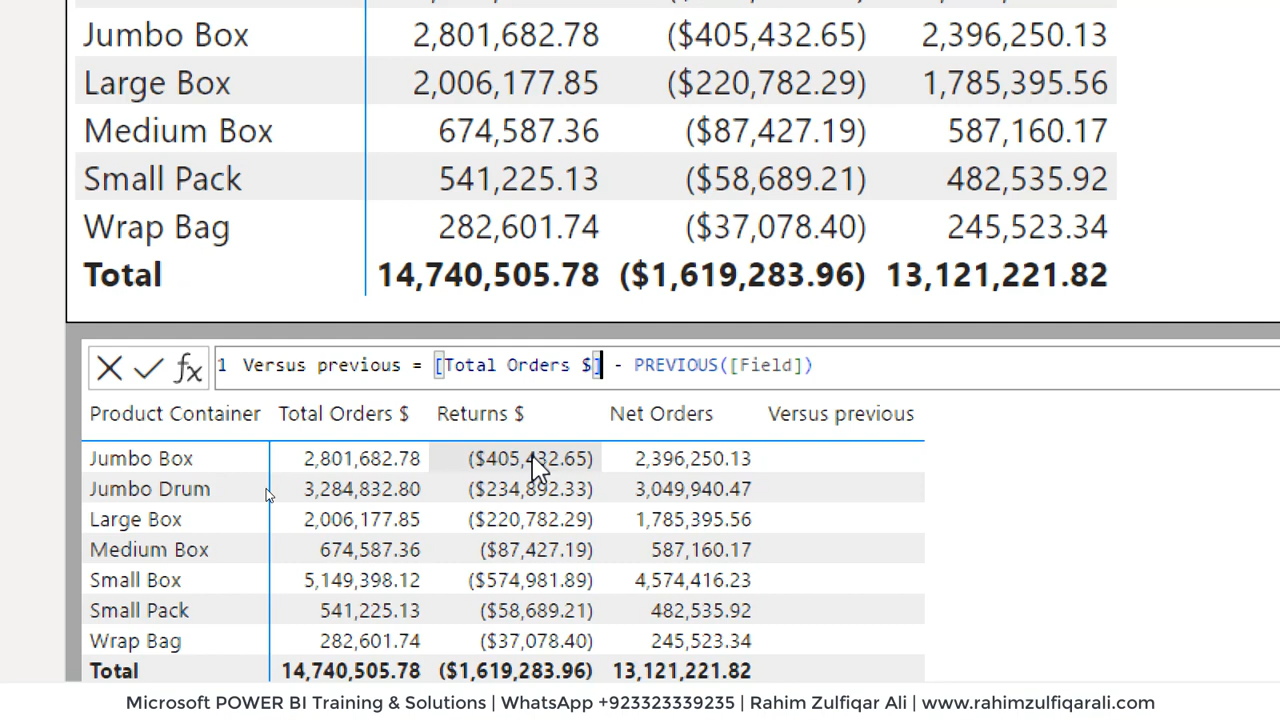 Jumbo Box 2,801,682.78 ($405,432.65) 2,396,250.13
Large Box 2,006,177.85 ($220,782.29) 1,785,395.56
Medium Box 674,587.36 ($87,427.19) 587,160.17
Small Pack 541,225.13 ($58,689.21) 482,535.92
Wrap Bag 282,601.74 ($37,078.40) 245,523.34
Total 14,740,505.78 ($1,619,283.96) 13,121,221.82
1 Versus previous = [Total Orders $] - PREVIOUS([Field])
Product Container Total Orders $ Returns $ Net Orders Versus previous
Jumbo Box 2,801,682.78 ($405,432.65) 2,396,250.13
Jumbo Drum 3,284,832.80 ($234,892.33) 3,049,940.47
Large Box 2,006,177.85 ($220,782.29) 1,785,395.56
Medium Box 674,587.36 ($87,427.19) 587,160.17
Small Box 5,149,398.12 ($574,981.89) 4,574,416.23
Small Pack 541,225.13 ($58,689.21) 482,535.92
Wrap Bag 282,601.74 ($37,078.40) 245,523.34
Total 14,740,505.78 ($1,619,283.96) 13,121,221.82
Microsoft POWER BI Training & Solutions | WhatsApp +923323339235 | Rahim Zulfiqar Ali | www.rahimzulfiqarali.com